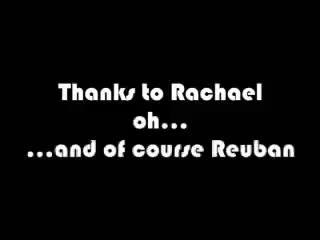 Thanks to Rachael
oh...
...and of course Reuban